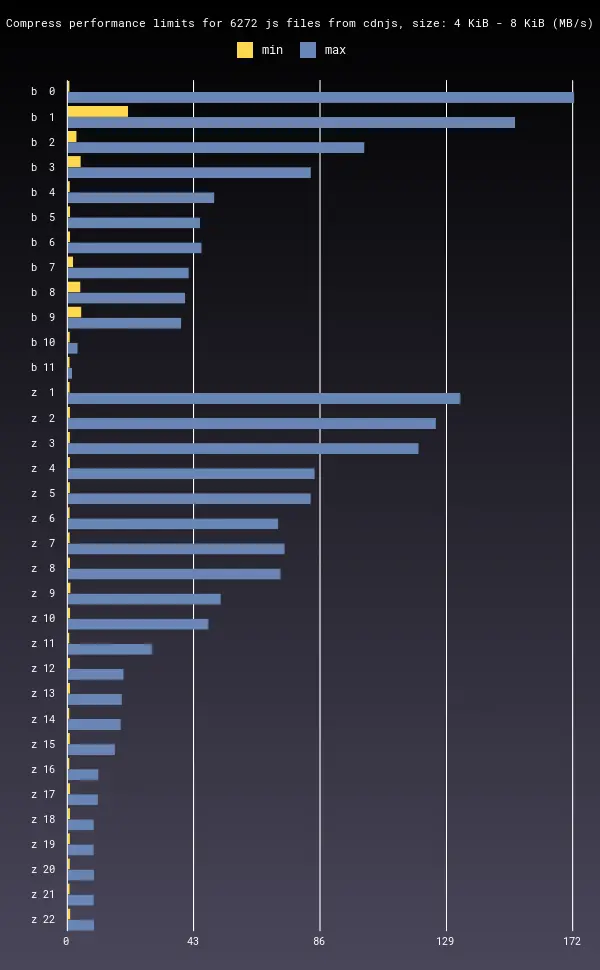 Compress performance limits for 6272 js files from cdnjs, size: 4 KiB - 8 KiB (MB/s)
min max
b 0
b 1
b 2
b 3
b 4
b 5
b 6
b 7
b 8
b 9
b 10
b 11
z 1
z 2
z 3
z 4
z 5
z 6
z 7
z 8
z 9
z 10
z 11
z 12
z 13
z 14
z 15
z 16
z 17
z 18
z 19
z 20
z 21
z 22
0 43 86 129 172